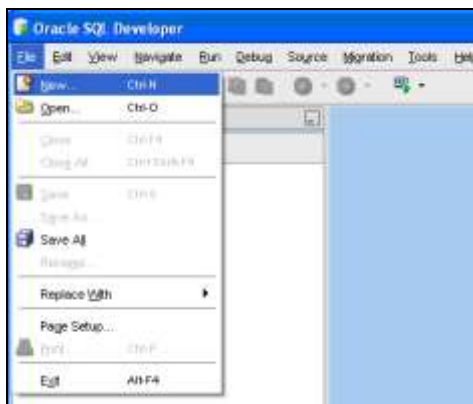 Oracle SQL Developer
File Edit View Navigate Run Debug Source Migration Tools Help
New... Ctrl-N
Open... Ctrl-O
Close Ctrl-F4
Close All Ctrl+Shift-F4
Save Ctrl-S
Save As...
Save All
Rename...
Replace With
Page Setup...
Print... Ctrl-P
Exit Alt-F4